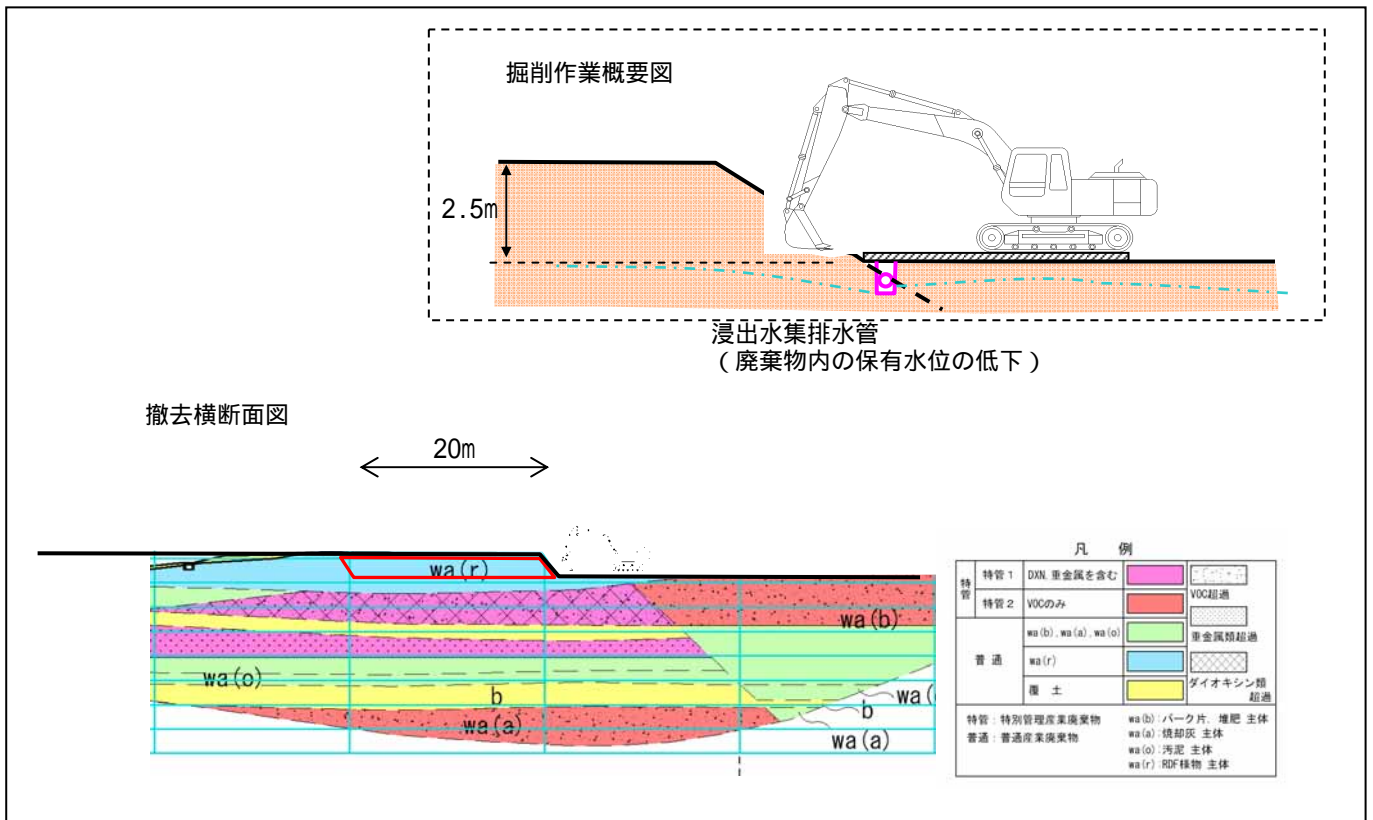 掘削作業概要図
2.5m
浸出水集排水管
(廃棄物内の保有水位の低下)
撤去横断面図
20m
wa(r)
wa(b)
wa(o)
b
wa(
b
wa(a)
wa(a)
凡 例
特管
特管1 DXN、重金属を含む
VOC超過
特管2 VOCのみ
普 通
wa(b), wa(a), wa(o)
重金属類超過
wa(r)
覆 土
ダイオキシン類
超過
特管:特別管理産業廃棄物
普通:普通産業廃棄物
wa(b):バーク片、堆肥 主体
wa(a):焼却灰 主体
wa(o):汚泥 主体
wa(r):RDF様物 主体